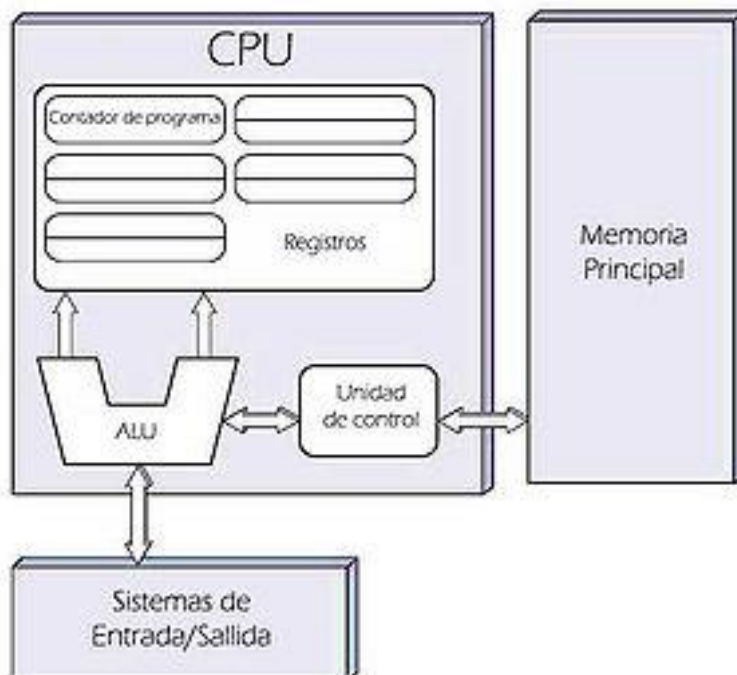 CPU
Contador de programa
Registros
Memoria
Principal
ALU
Unidad
de control
Sistemas de
Entrada/Sallida